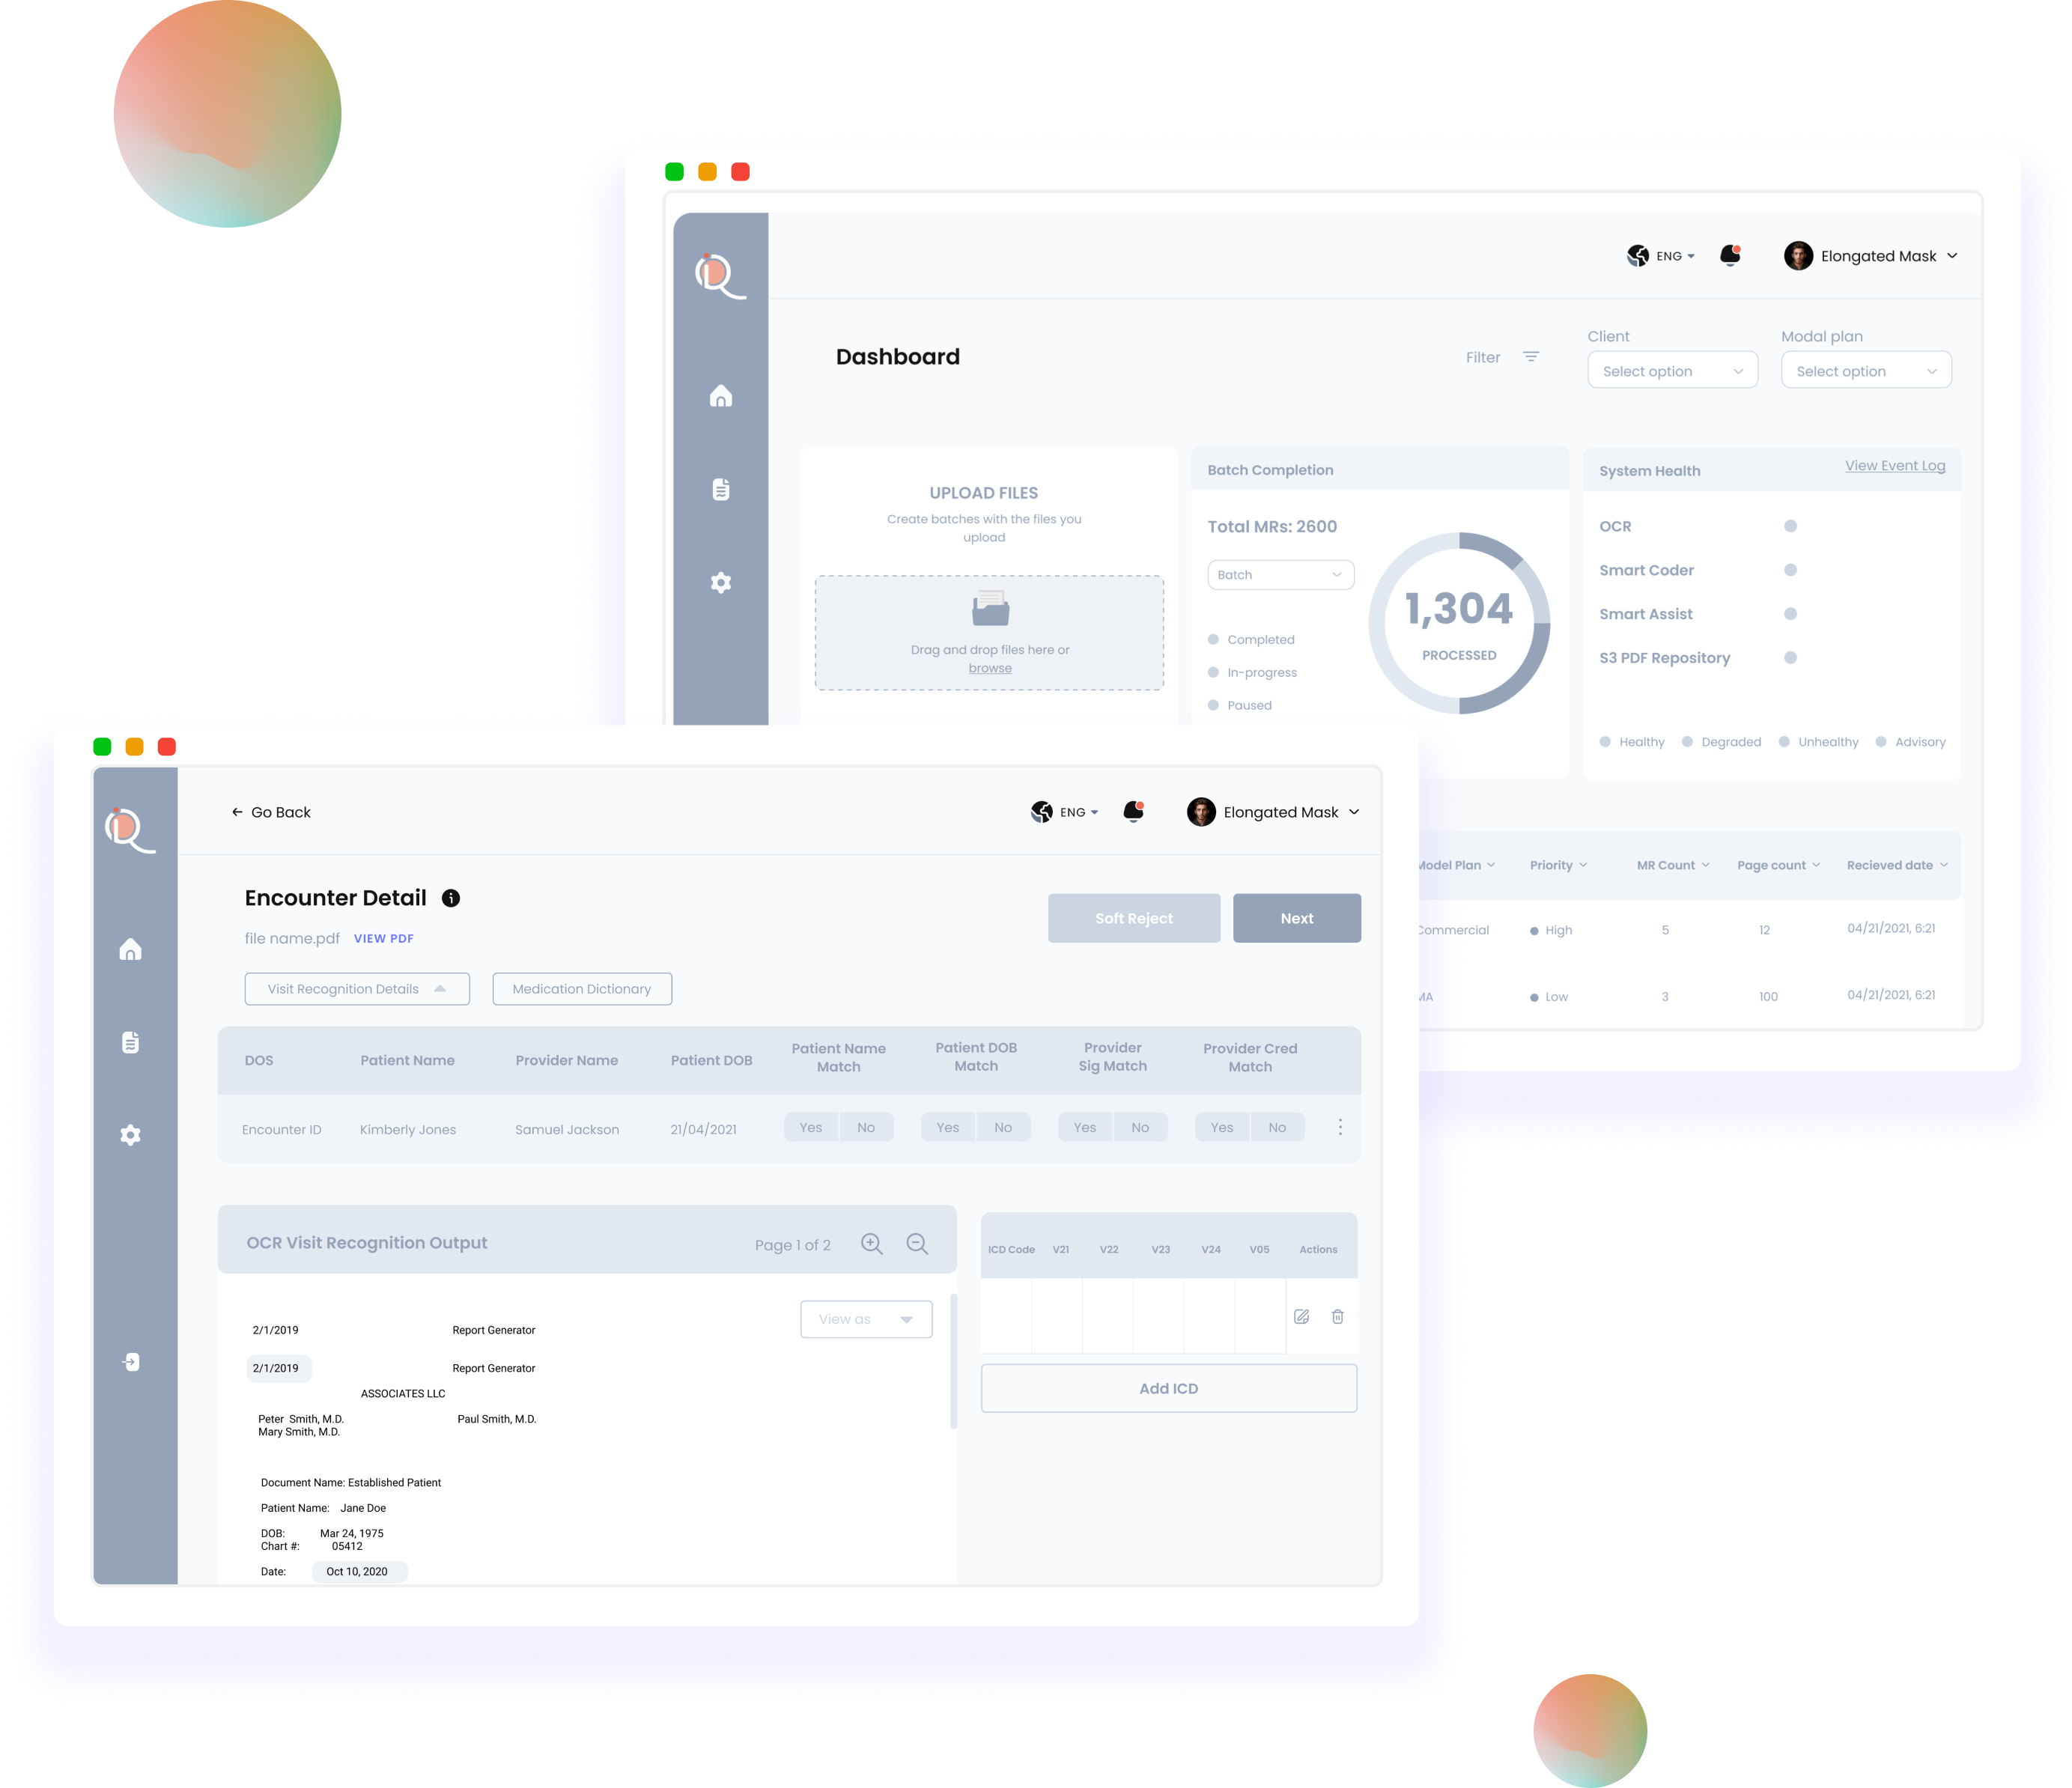 ENG
Elongated Mask
Dashboard
Filter
Client
Select option
Modal plan
Select option
UPLOAD FILES
Create batches with the files you
upload
Drag and drop files here or
browse
Batch Completion
Total MRs: 2600
Batch
Completed
In-progress
Paused
1,304
PROCESSED
System Health
View Event Log
OCR
Smart Coder
Smart Assist
S3 PDF Repository
Healthy Degraded Unhealthy Advisory
Model Plan Priority MR Count Page count Recieved date
Commercial High 5 12 04/21/2021, 6:21
MA Low 3 100 04/21/2021, 6:21
Go Back
ENG
Elongated Mask
Encounter Detail
file name.pdf VIEW PDF
Soft Reject
Next
Visit Recognition Details
Medication Dictionary
DOS
Patient Name
Provider Name
Patient DOB
Patient Name
Match
Patient DOB
Match
Provider
Sig Match
Provider Cred
Match
Encounter ID Kimberly Jones Samuel Jackson 21/04/2021 Yes No Yes No Yes No Yes No
OCR Visit Recognition Output
Page 1 of 2
View as
2/1/2019 Report Generator
2/1/2019 Report Generator
ASSOCIATES LLC
Peter Smith, M.D. Paul Smith, M.D.
Mary Smith, M.D.
Document Name: Established Patient
Patient Name: Jane Doe
DOB: Mar 24, 1975
Chart #: 05412
Date: Oct 10, 2020
ICD Code V21 V22 V23 V24 V05 Actions
Add ICD